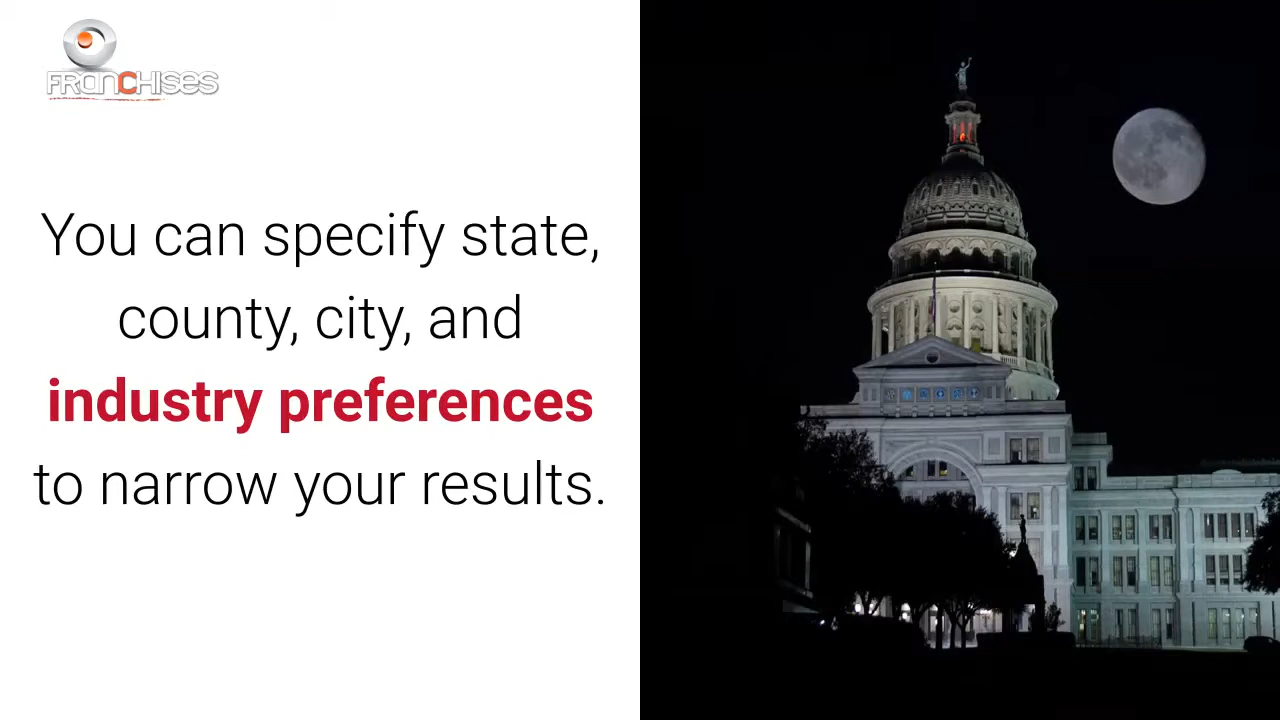 FRANCHISES
You can specify state,
county, city, and
industry preferences
to narrow your results.